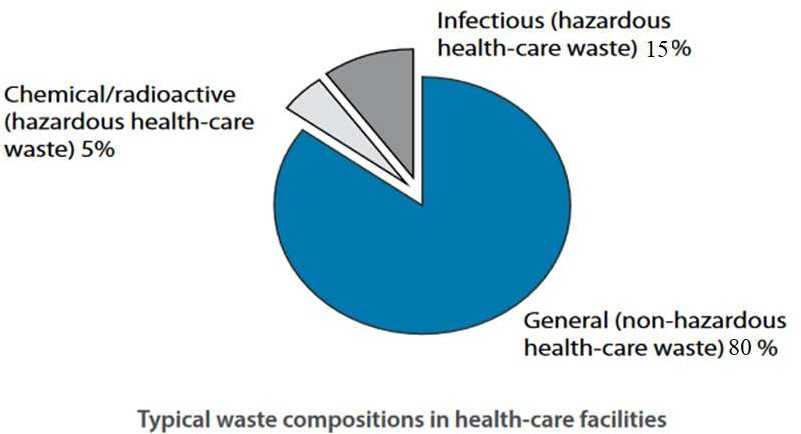 Infectious (hazardous
health-care waste) 15%
Chemical/radioactive
(hazardous health-care
waste) 5%
General (non-hazardous
health-care waste) 80 %
Typical waste compositions in health-care facilities